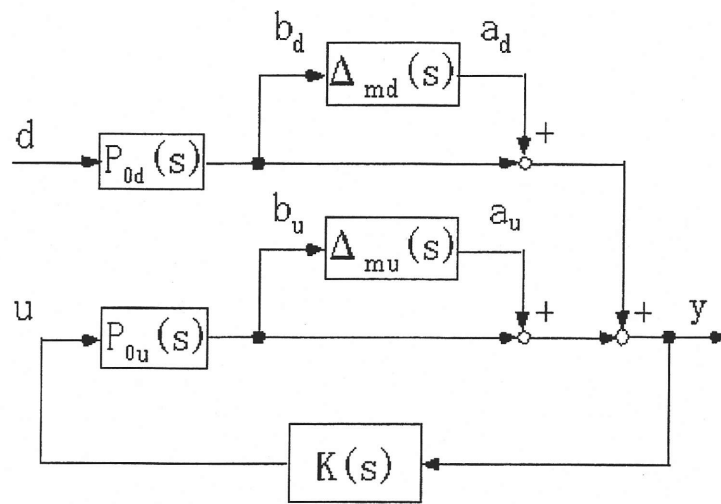 b_d a_d
Δ_md(s)
d +
P_0d(s)
b_u a_u
Δ_mu(s)
u + + y
P_0u(s)
K(s)